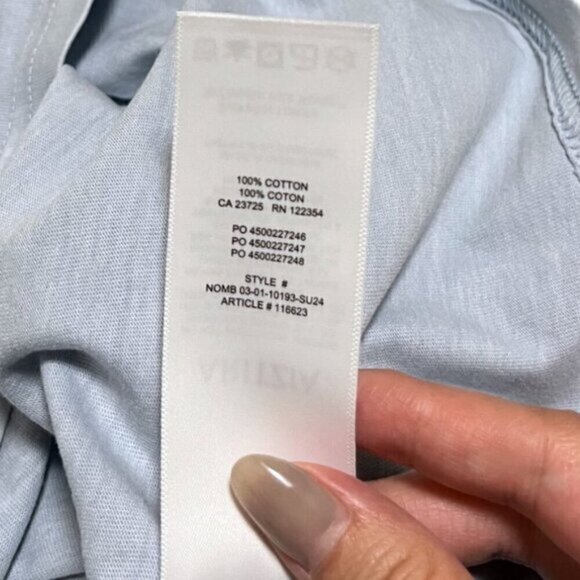 100% COTTON
100% COTON
CA 23725 RN 122354
PO 4500227246
PO 4500227247
PO 4500227248
STYLE #
NOMB 03-01-10193-SU24
ARTICLE # 116623